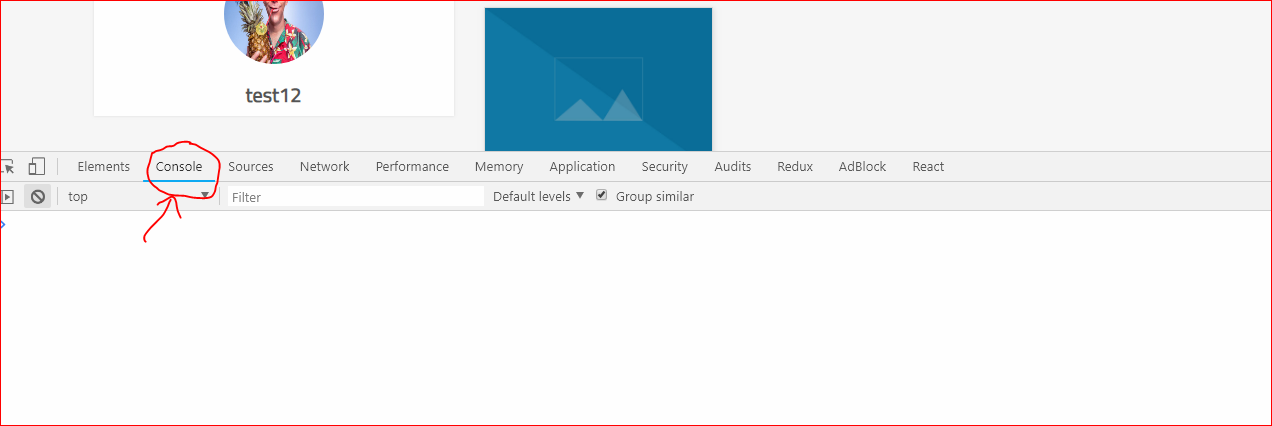 test12
Elements Console Sources Network Performance Memory Application Security Audits Redux AdBlock React
top Filter Default levels Group similar